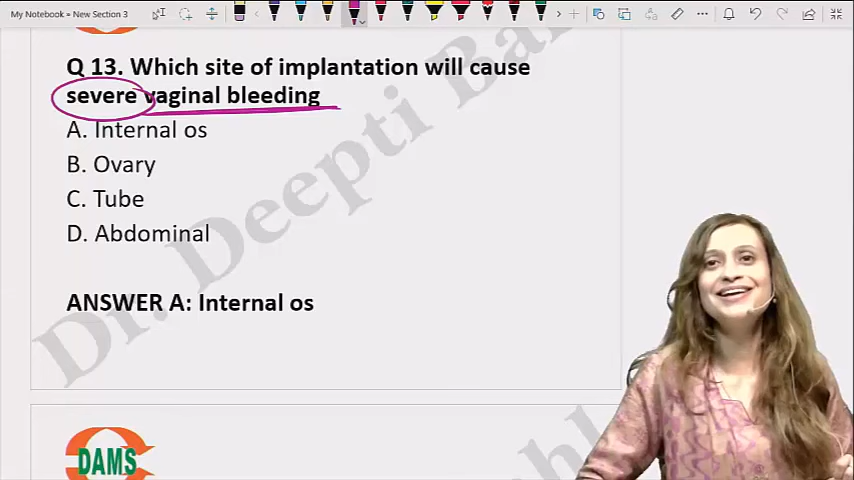 My Notebook = New Section 3
Q 13. Which site of implantation will cause
severe vaginal bleeding
A. Internal os
B. Ovary
C. Tube
D. Abdominal
ANSWER A: Internal os
Dr. Deepti
DAMS